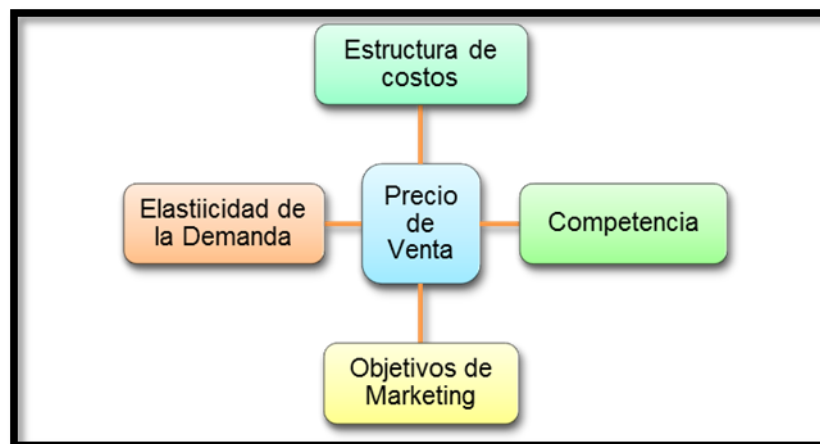 Estructura de
costos
Elastiicidad de
la Demanda
Precio
de
Venta
Competencia
Objetivos de
Marketing